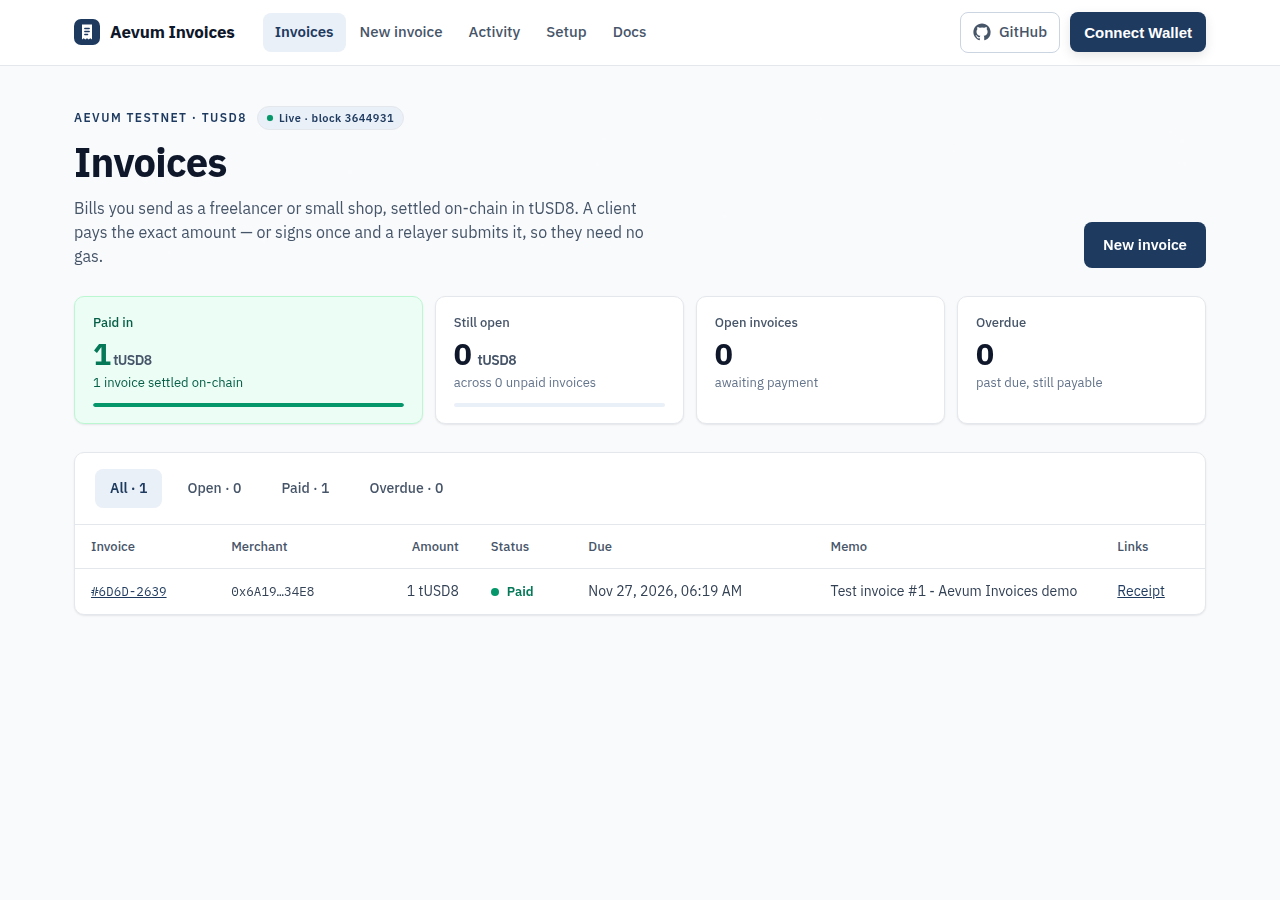 Aevum Invoices
Invoices
New invoice
Activity
Setup
Docs
GitHub
Connect Wallet
AEVUM TESTNET · TUSD8
Live · block 3644931
Invoices
Bills you send as a freelancer or small shop, settled on-chain in tUSD8. A client
pays the exact amount — or signs once and a relayer submits it, so they need no
gas.
New invoice
Paid in
1 tUSD8
1 invoice settled on-chain
Still open
0 tUSD8
across 0 unpaid invoices
Open invoices
0
awaiting payment
Overdue
0
past due, still payable
All · 1
Open · 0
Paid · 1
Overdue · 0
Invoice Merchant Amount Status Due Memo Links
#6D6D-2639 0x6A19…34E8 1 tUSD8 Paid Nov 27, 2026, 06:19 AM Test invoice #1 - Aevum Invoices demo Receipt